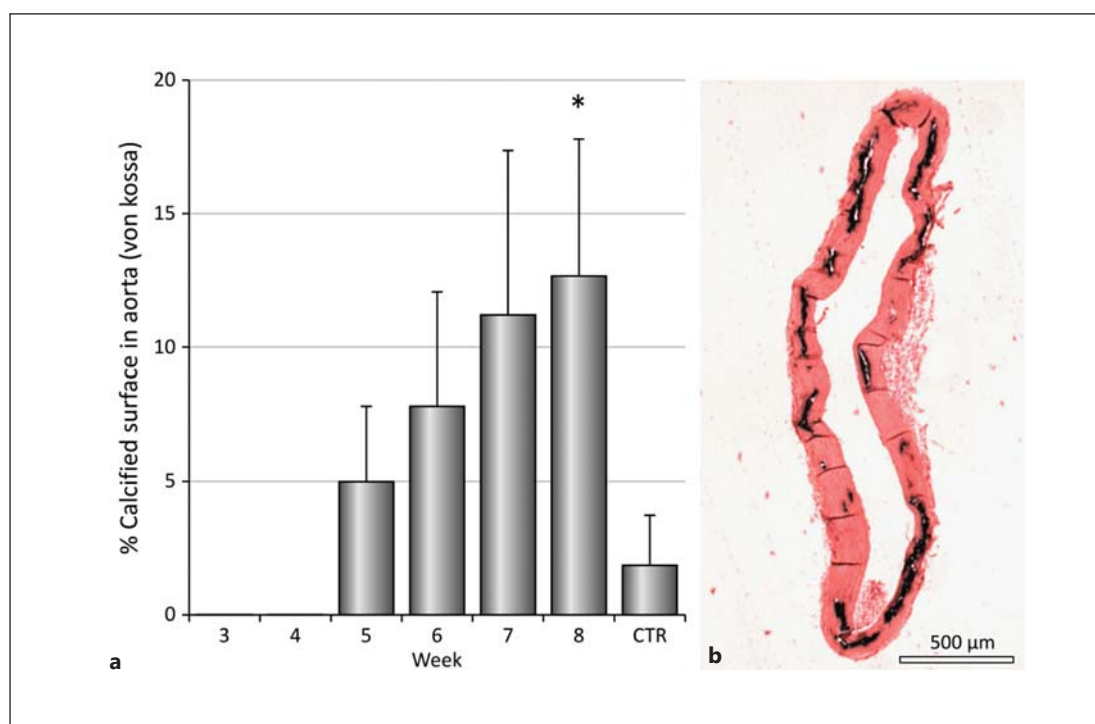 % Calcified surface in aorta (von kossa)
20
15
10
5
0
*
3 4 5 6 7 8 CTR
Week
a
b
500 µm